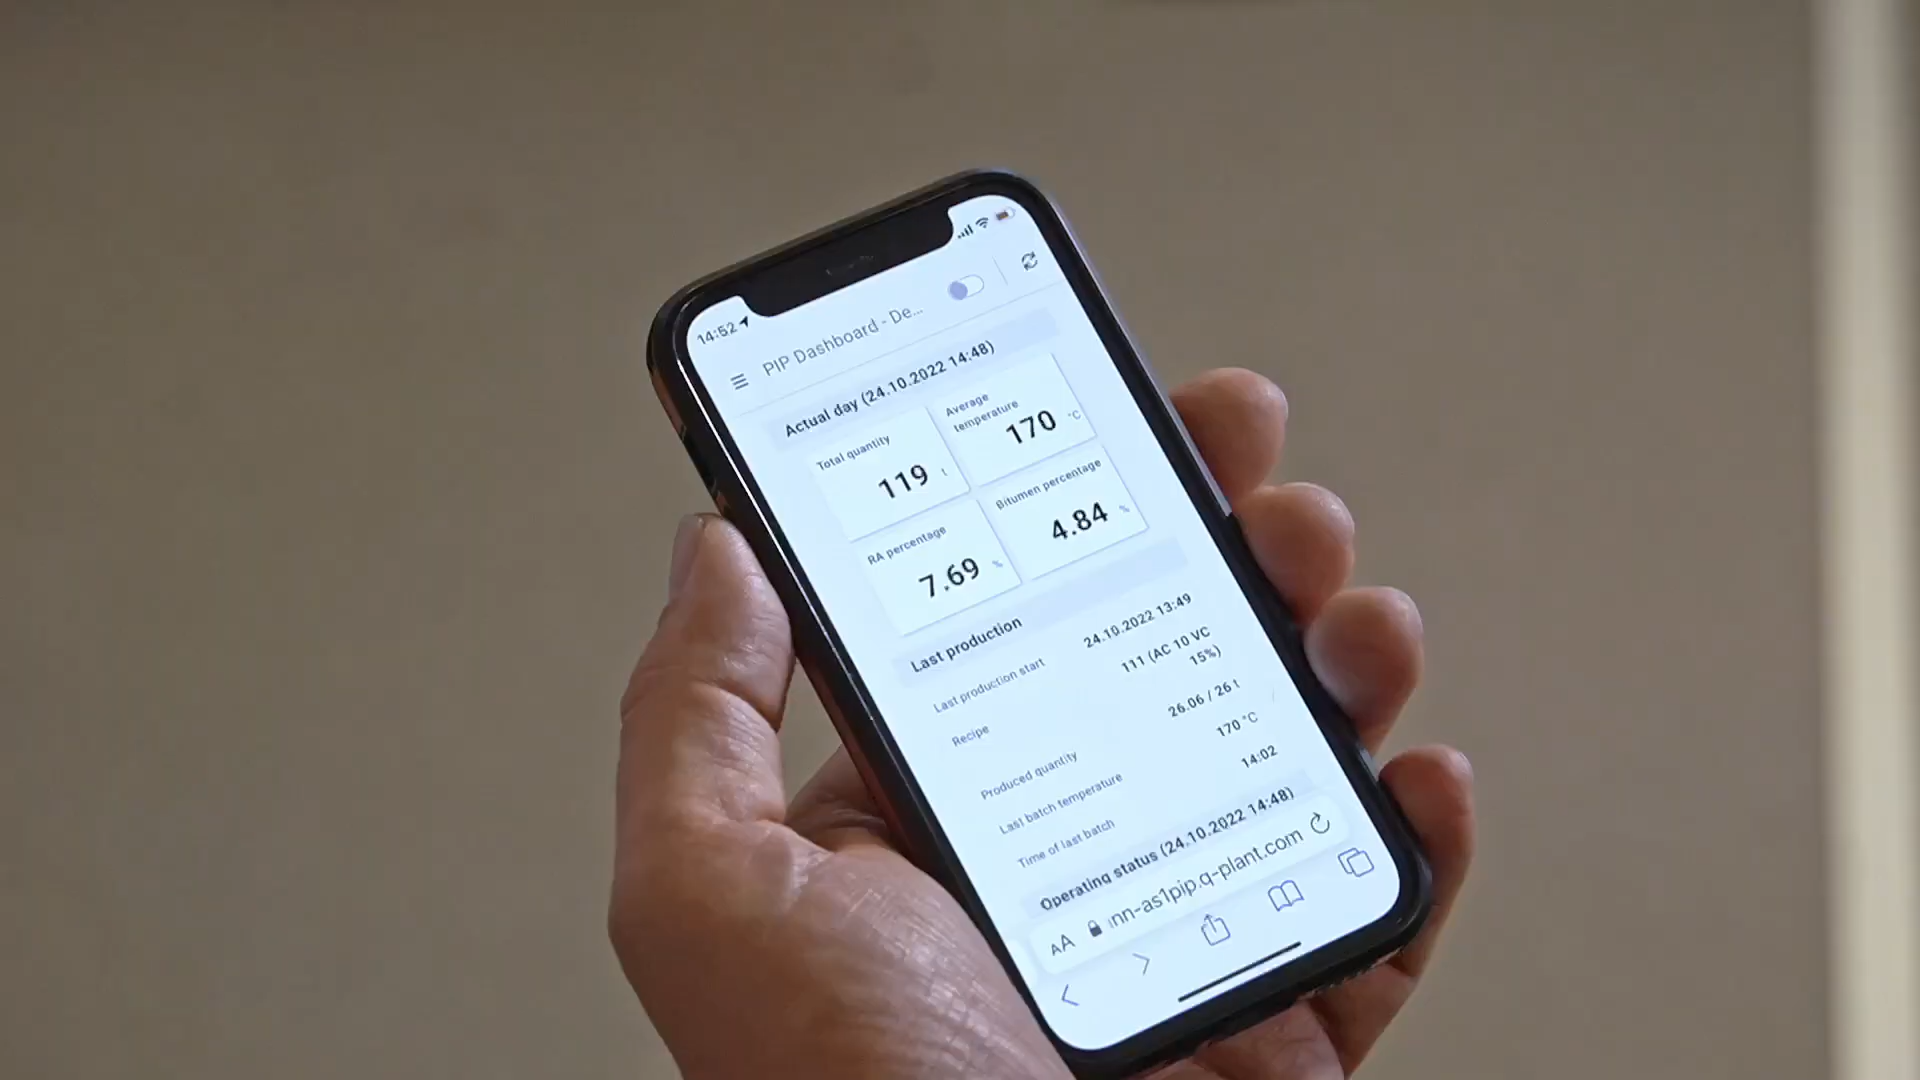 14:52
PIP Dashboard - De...
Actual day (24.10.2022 14:48)
Total quantity
119 t
Average
temperature
170 °C
RA percentage
7.69 %
Bitumen percentage
4.84 %
Last production
Last production start
24.10.2022 13:49
Recipe
111 (AC 10 VC
15%)
Produced quantity
26.06 / 26 t
Last batch temperature
170 °C
Time of last batch
14:02
Operating status (24.10.2022 14:48)
AA nn-as1pip.q-plant.com